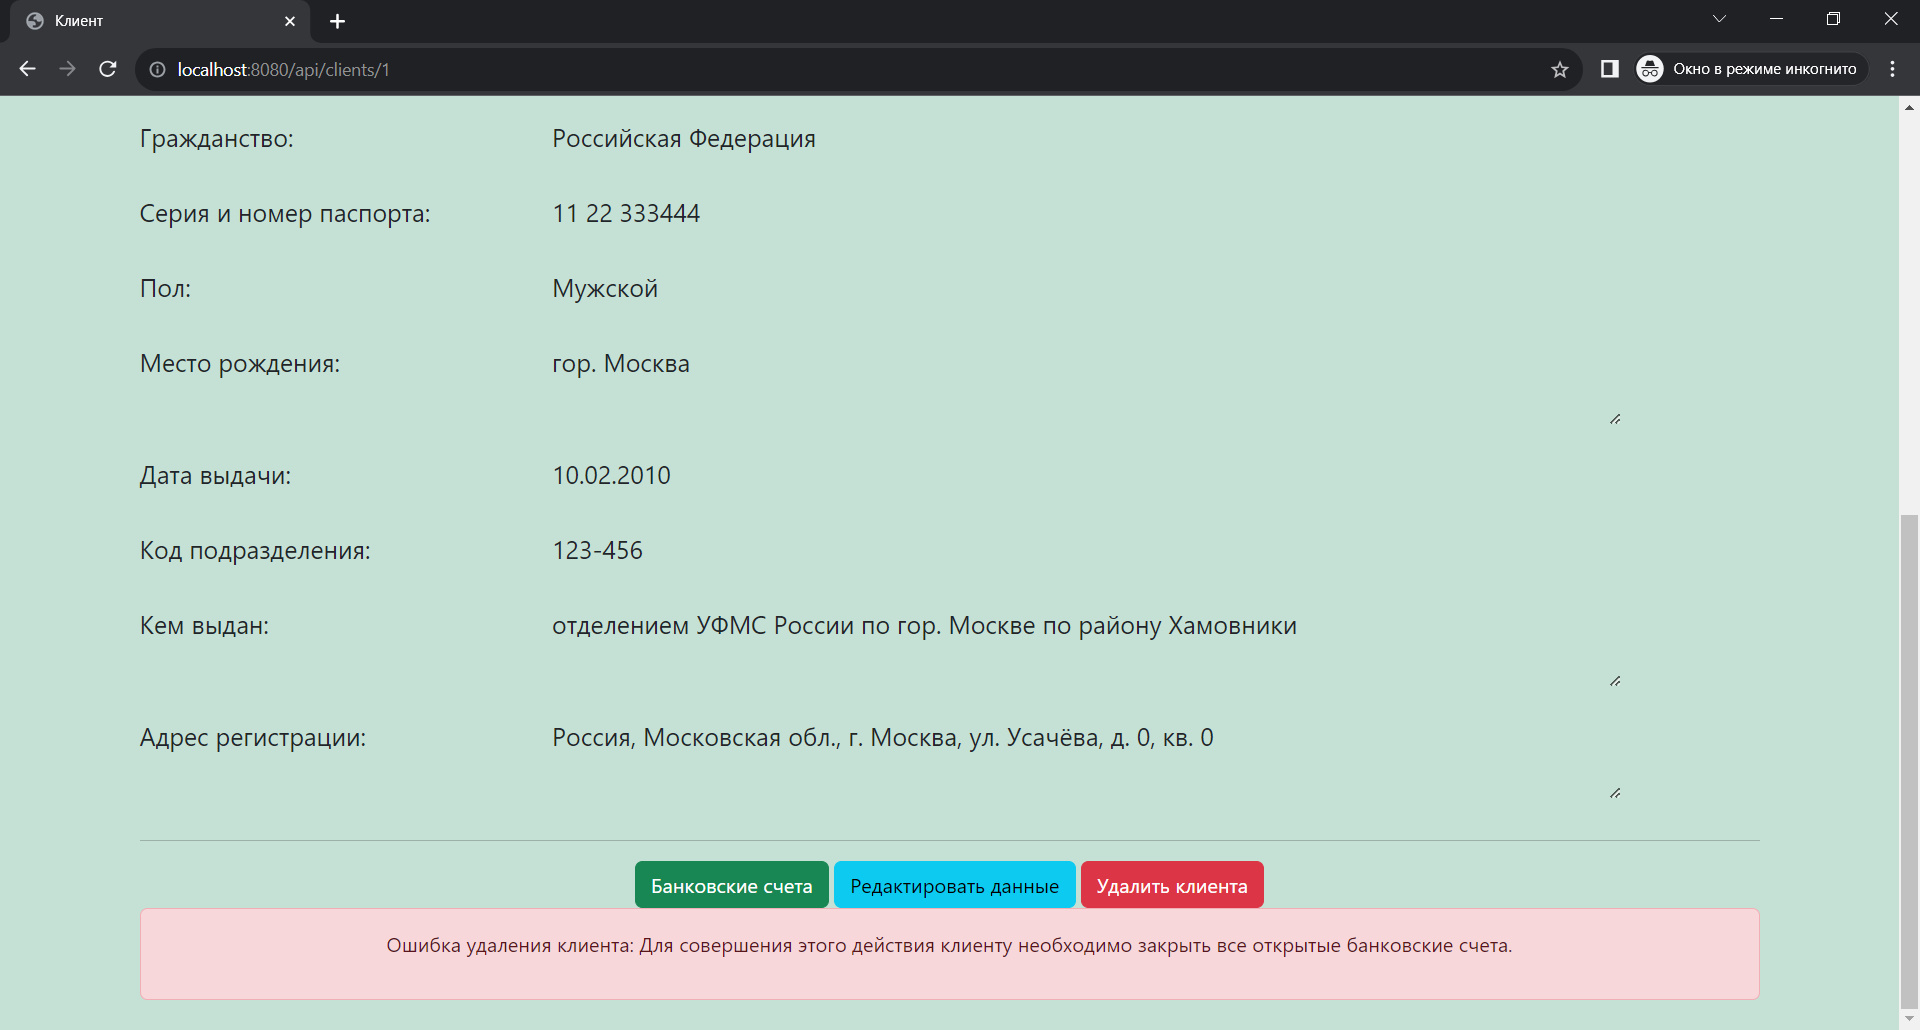 Клиент
localhost:8080/api/clients/1
Окно в режиме инкогнито
Гражданство: Российская Федерация
Серия и номер паспорта: 11 22 333444
Пол: Мужской
Место рождения: гор. Москва
Дата выдачи: 10.02.2010
Код подразделения: 123-456
Кем выдан: отделением УФМС России по гор. Москве по району Хамовники
Адрес регистрации: Россия, Московская обл., г. Москва, ул. Усачёва, д. 0, кв. 0
Банковские счета Редактировать данные Удалить клиента
Ошибка удаления клиента: Для совершения этого действия клиенту необходимо закрыть все открытые банковские счета.